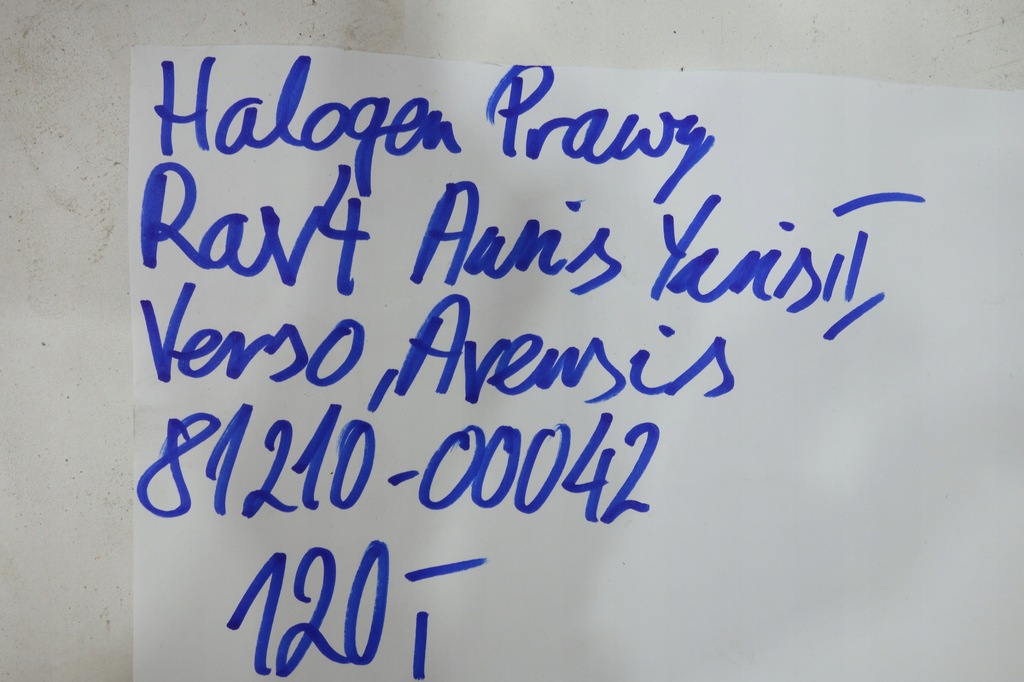 Halogen Prawy
Rav4 Auris Yaris II,
Verso, Avensis
81210-00042
120,-